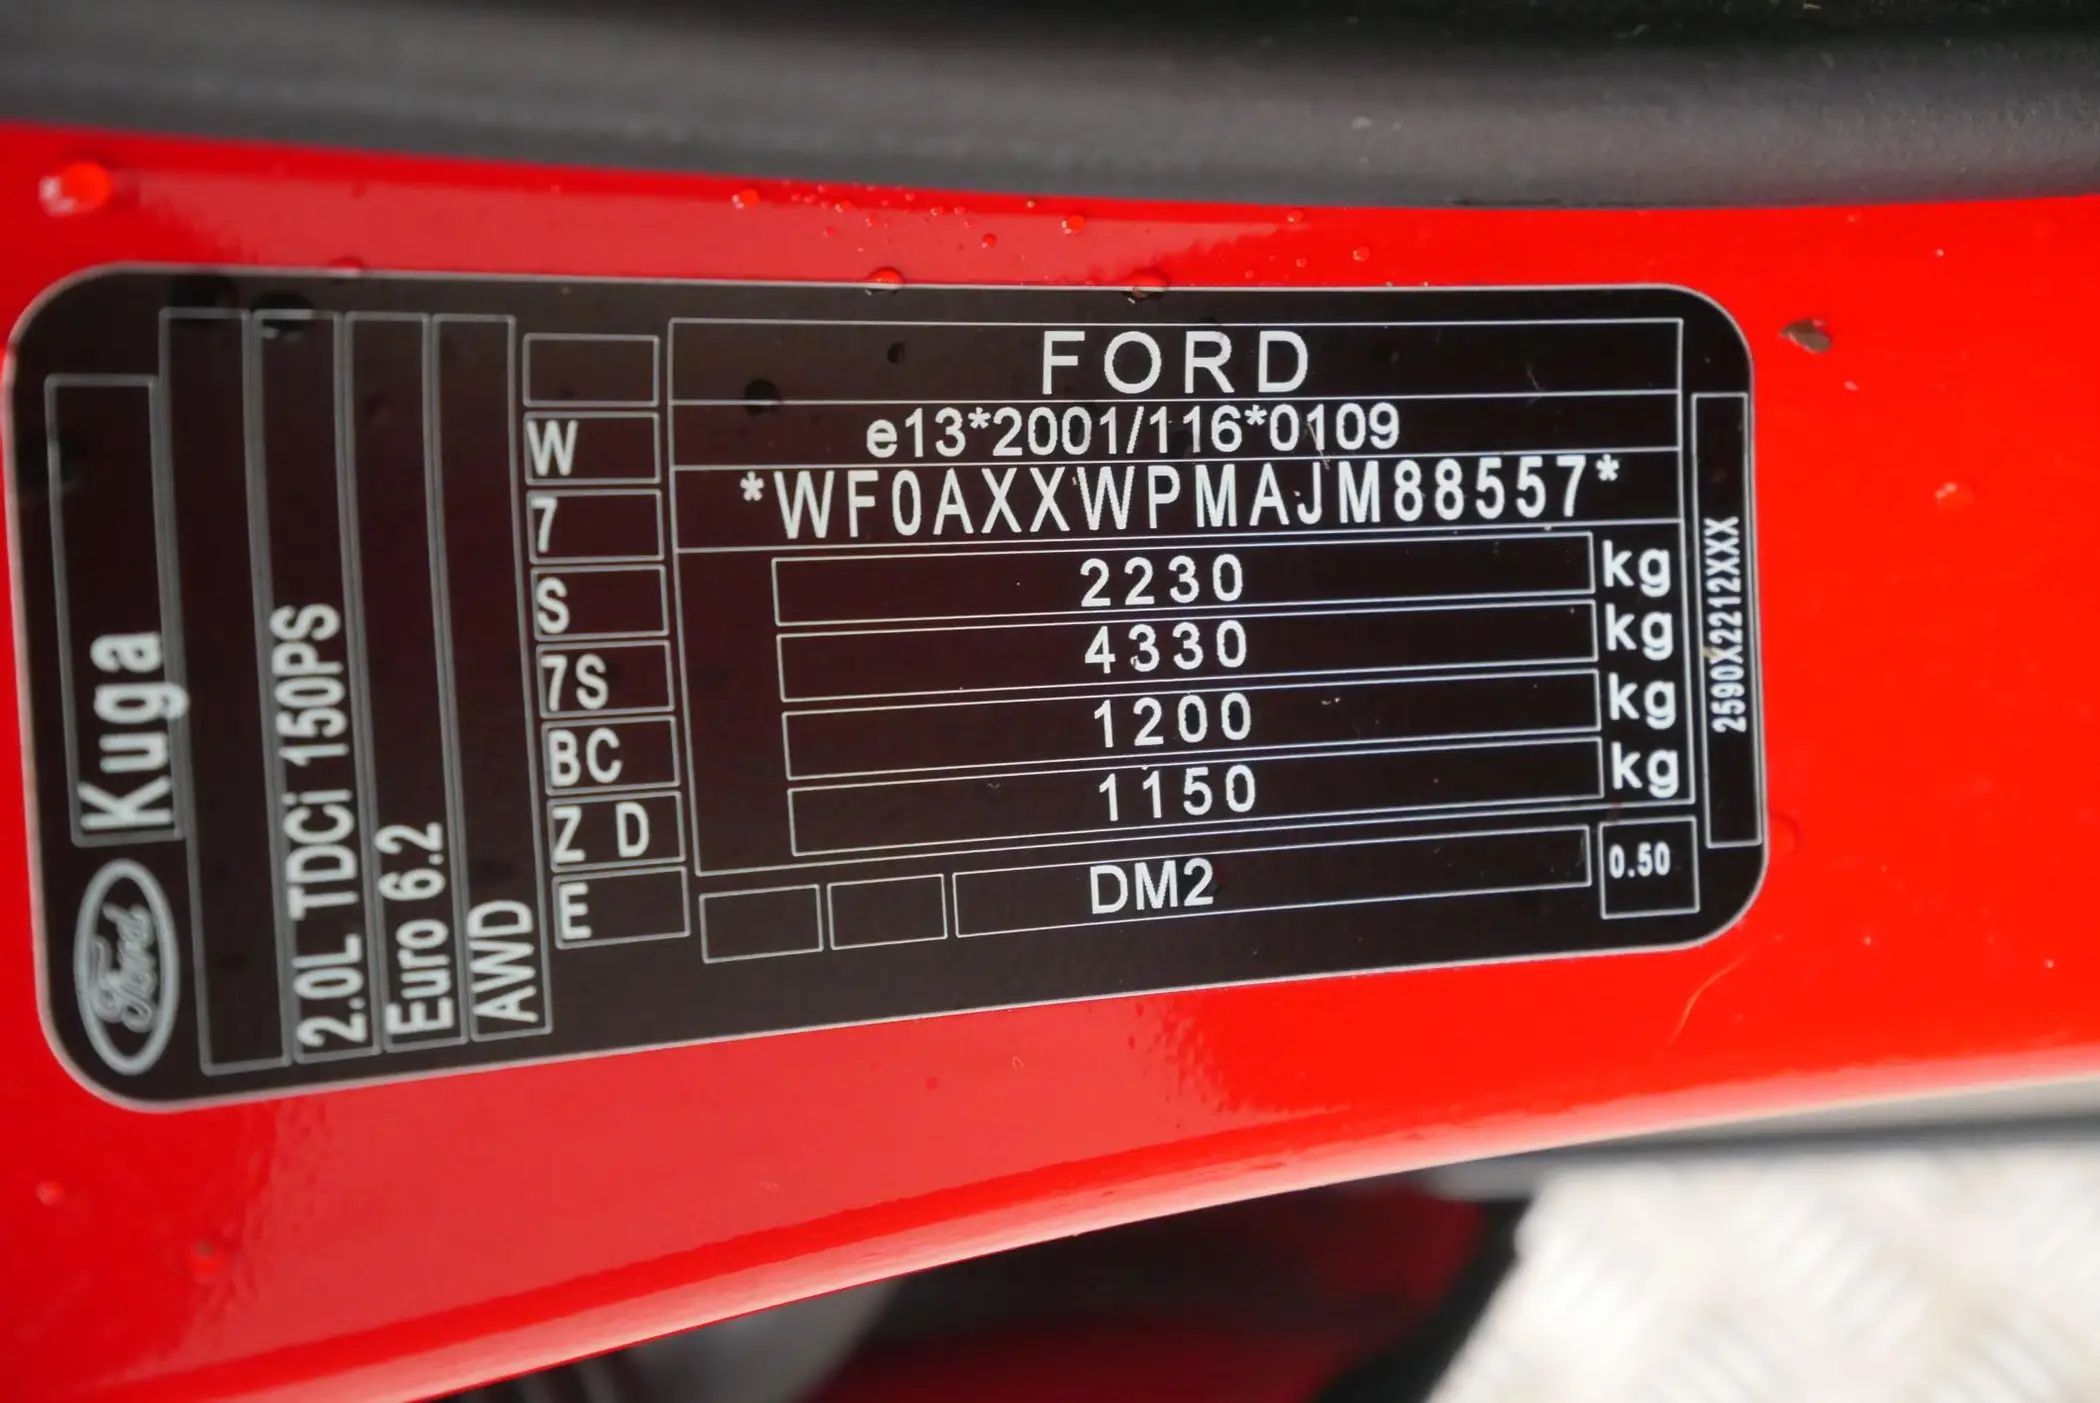 FORD
e13*2001/116*0109
*WF0AXXWPMAJM88557*
2230 kg
4330 kg
1200 kg
1150 kg
DM2
0.50
2590X2212XXX
W
7
S
7S
BC
Z D
E
Ford Kuga
2.0L TDCi 150PS
Euro 6.2
AWD